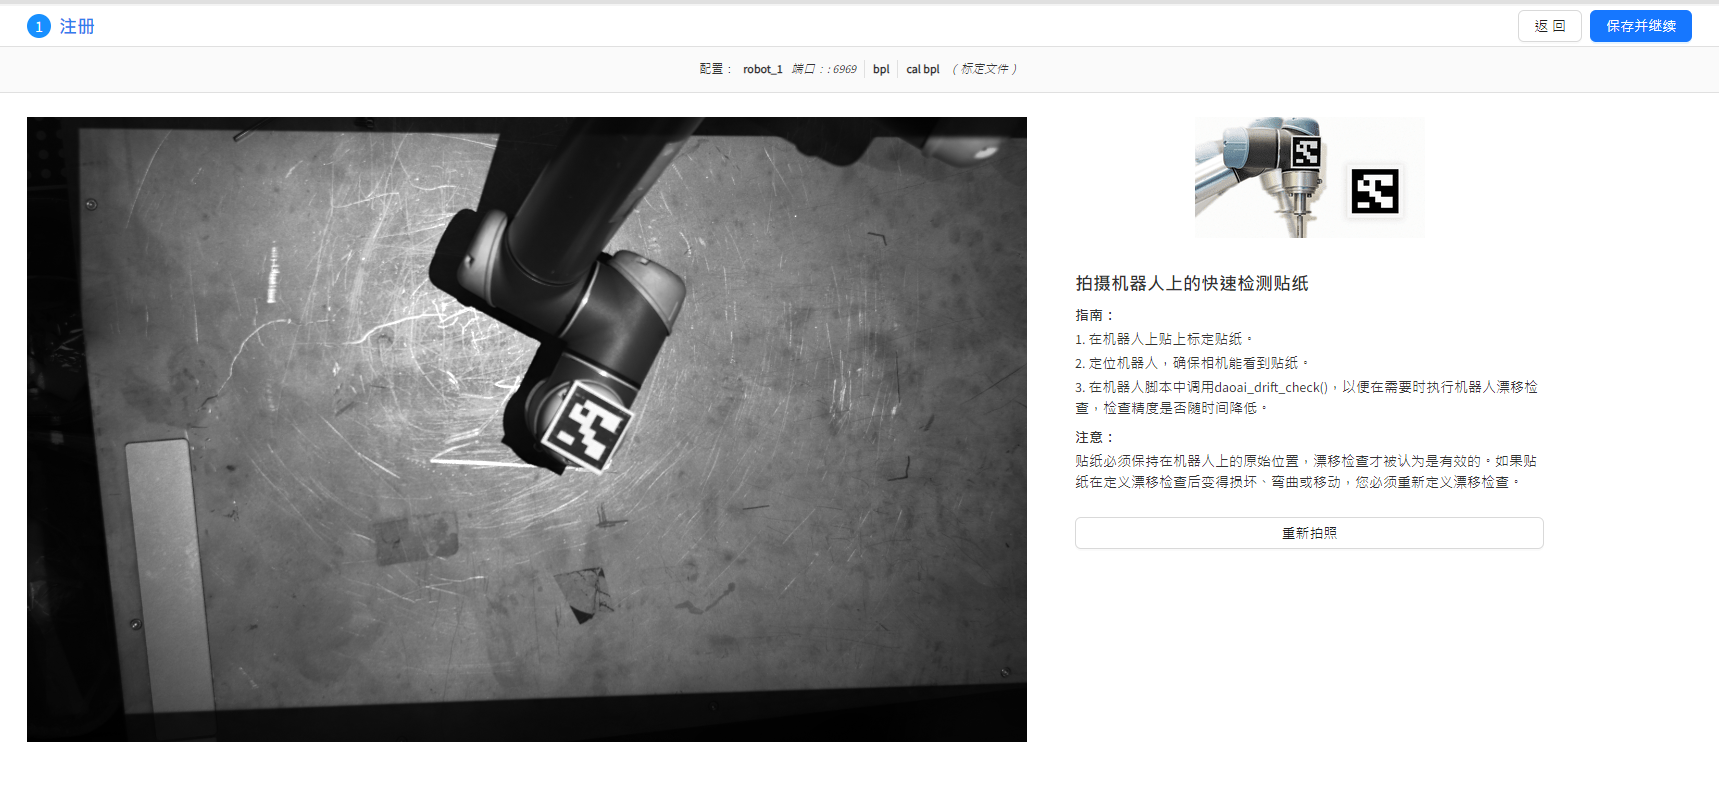 1 注册
返 回
保存并继续
配置： robot_1 端口：: 6969 bpl cal bpl （ 标定文件 ）
拍摄机器人上的快速检测贴纸
指南：
1. 在机器人上贴上标定贴纸。
2. 定位机器人，确保相机能看到贴纸。
3. 在机器人脚本中调用daoai_drift_check()，以便在需要时执行机器人漂移检
查，检查精度是否随时间降低。
注意：
贴纸必须保持在机器人上的原始位置，漂移检查才被认为是有效的。如果贴
纸在定义漂移检查后变得损坏、弯曲或移动，您必须重新定义漂移检查。
重新拍照